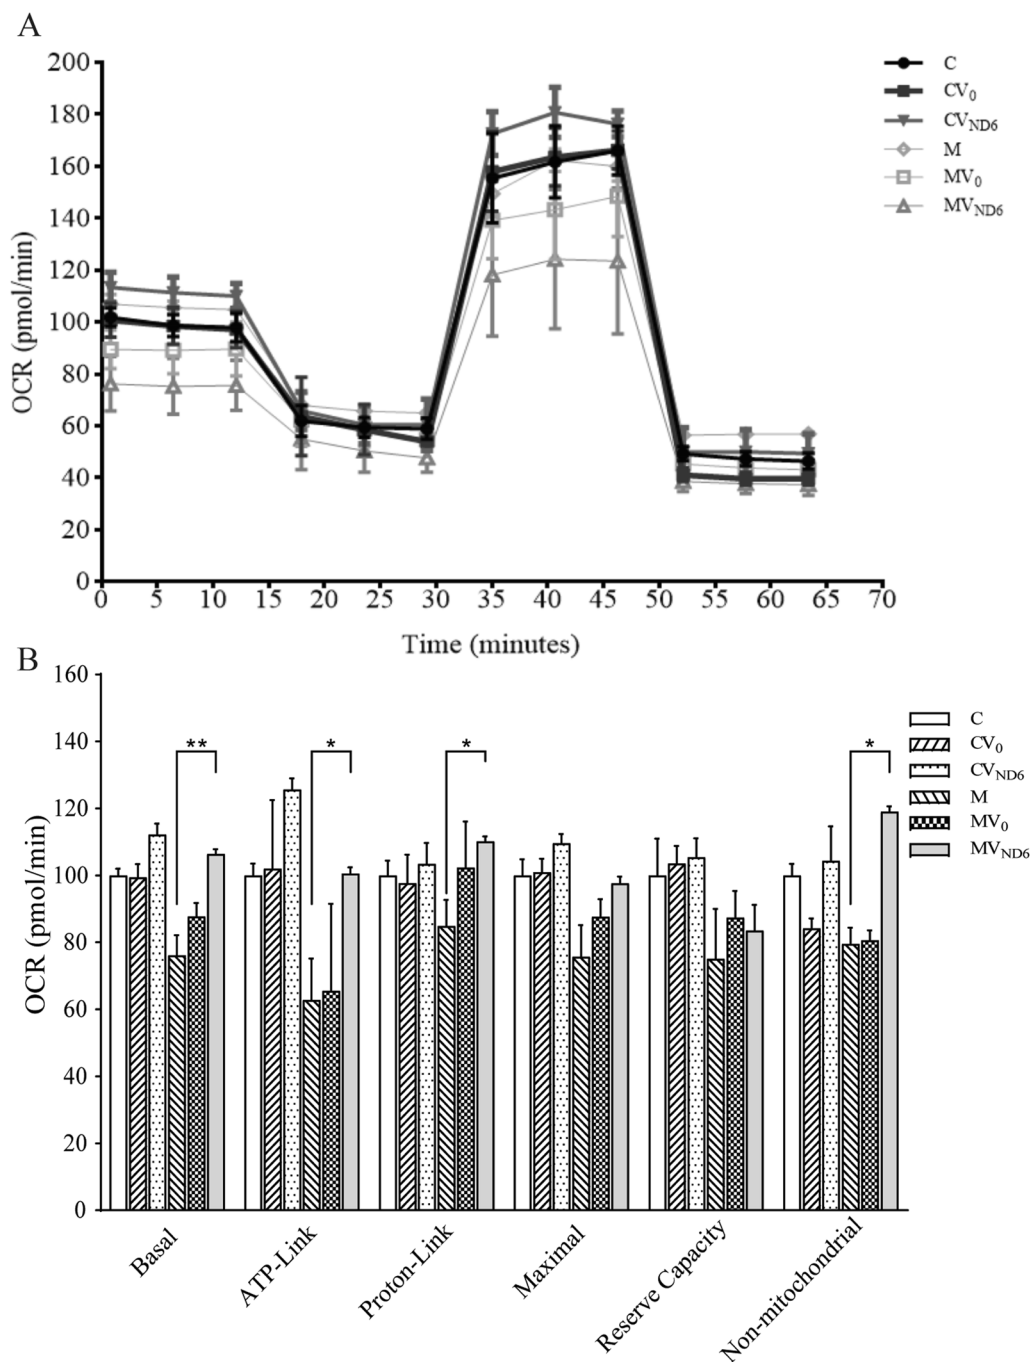 A
200
180
160
140
120
100
80
60
40
20
0
OCR (pmol/min)
0 5 10 15 20 25 30 35 40 45 50 55 60 65 70
Time (minutes)
C
CV0
CVND6
M
MV0
MVND6
B
160
140
120
100
80
60
40
20
0
OCR (pmol/min)
** * * *
Basal ATP-Link Proton-Link Maximal Reserve Capacity Non-mitochondrial
C
CV0
CVND6
M
MV0
MVND6